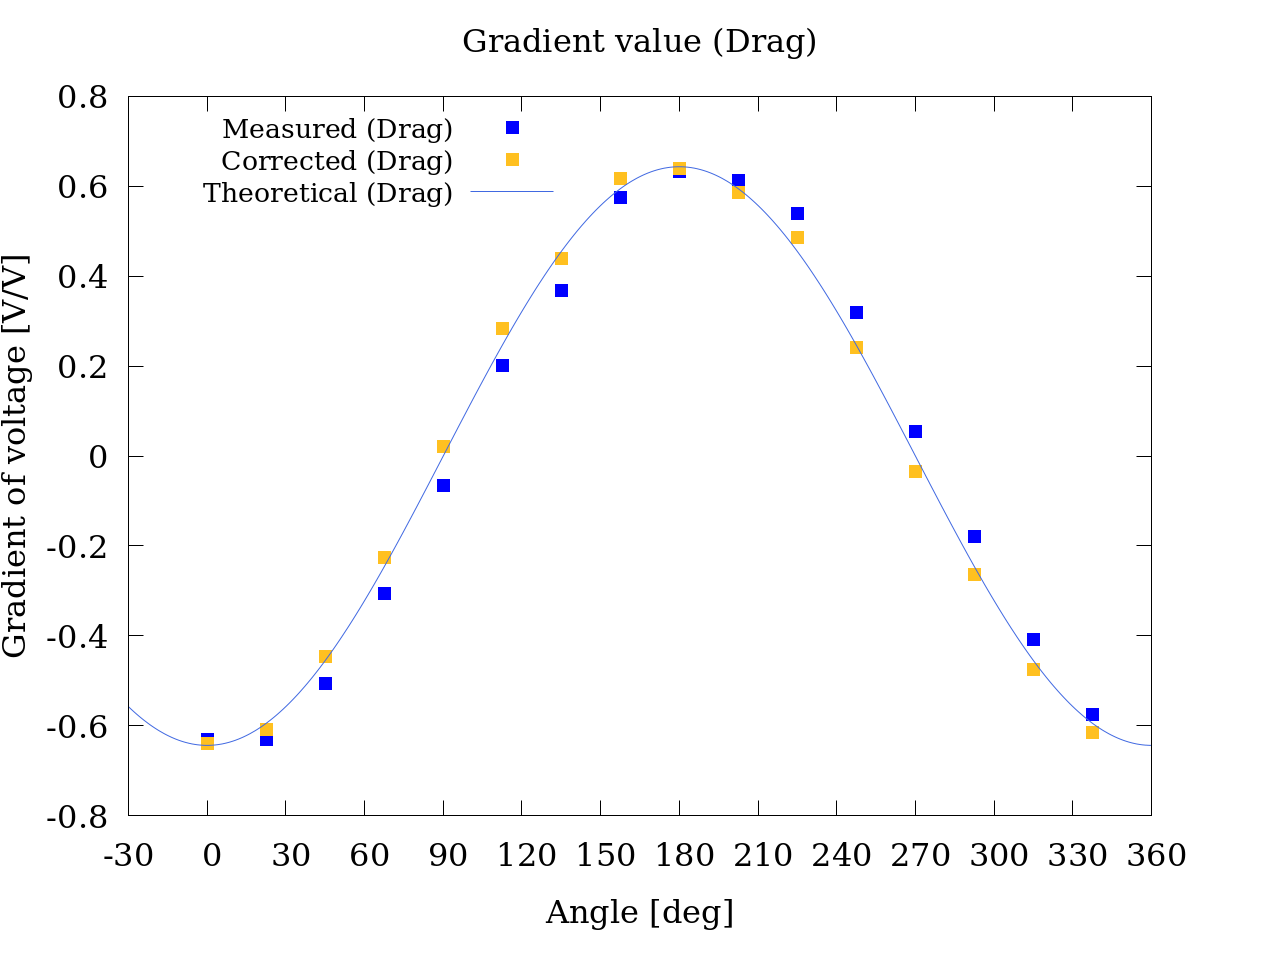 Gradient value (Drag)
0.8
0.6
0.4
0.2
0
-0.2
-0.4
-0.6
-0.8
Gradient of voltage [V/V]
Measured (Drag)
Corrected (Drag)
Theoretical (Drag)
-30 0 30 60 90 120 150 180 210 240 270 300 330 360
Angle [deg]